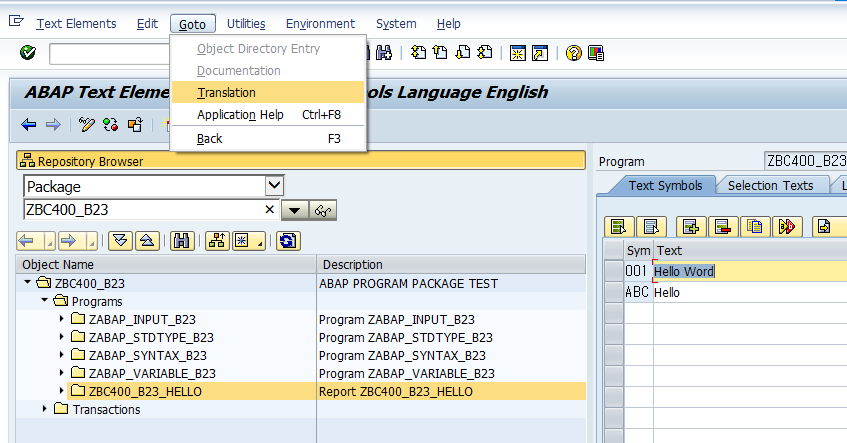 Text Elements Edit Goto Utilities Environment System Help
Object Directory Entry
Documentation
Translation
Application Help Ctrl+F8
Back F3
ABAP Text Eleme ols Language English
Repository Browser
Package
ZBC400_B23
Object Name Description
ZBC400_B23 ABAP PROGRAM PACKAGE TEST
Programs
ZABAP_INPUT_B23 Program ZABAP_INPUT_B23
ZABAP_STDTYPE_B23 Program ZABAP_STDTYPE_B23
ZABAP_SYNTAX_B23 Program ZABAP_SYNTAX_B23
ZABAP_VARIABLE_B23 Program ZABAP_VARIABLE_B23
ZBC400_B23_HELLO Report ZBC400_B23_HELLO
Transactions
Program ZBC400_B23
Text Symbols Selection Texts L
Sym Text
001 Hello Word
ABC Hello